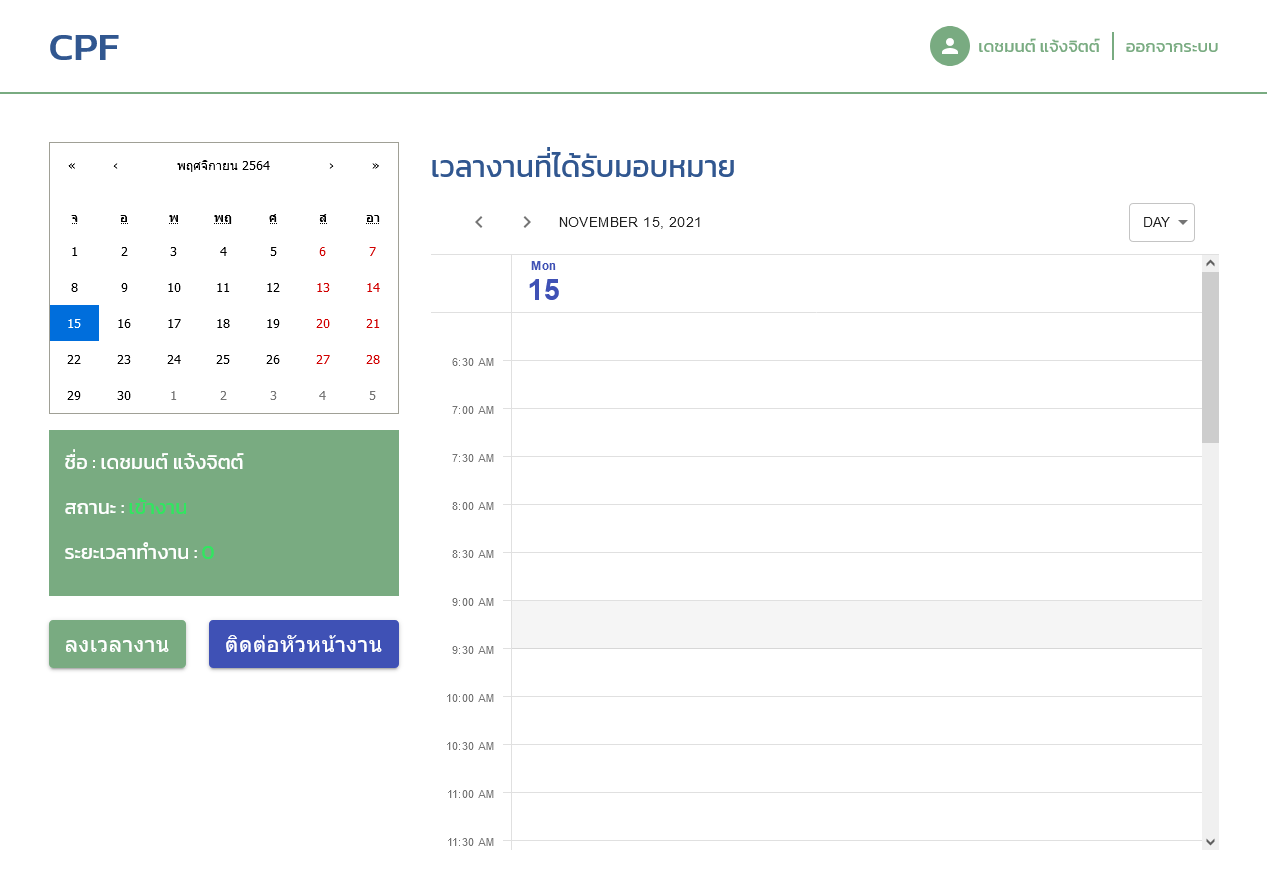 CPF
เดชมนต์ แจ้งจิตต์ ออกจากระบบ
« ‹ พฤศจิกายน 2564 › »
จ อ พ พฤ ศ ส อา
1 2 3 4 5 6 7
8 9 10 11 12 13 14
15 16 17 18 19 20 21
22 23 24 25 26 27 28
29 30 1 2 3 4 5
ชื่อ : เดชมนต์ แจ้งจิตต์
สถานะ : เข้างาน
ระยะเวลาทำงาน : 0
ลงเวลางาน ติดต่อหัวหน้างาน
เวลางานที่ได้รับมอบหมาย
NOVEMBER 15, 2021 DAY
Mon
15
6:30 AM
7:00 AM
7:30 AM
8:00 AM
8:30 AM
9:00 AM
9:30 AM
10:00 AM
10:30 AM
11:00 AM
11:30 AM